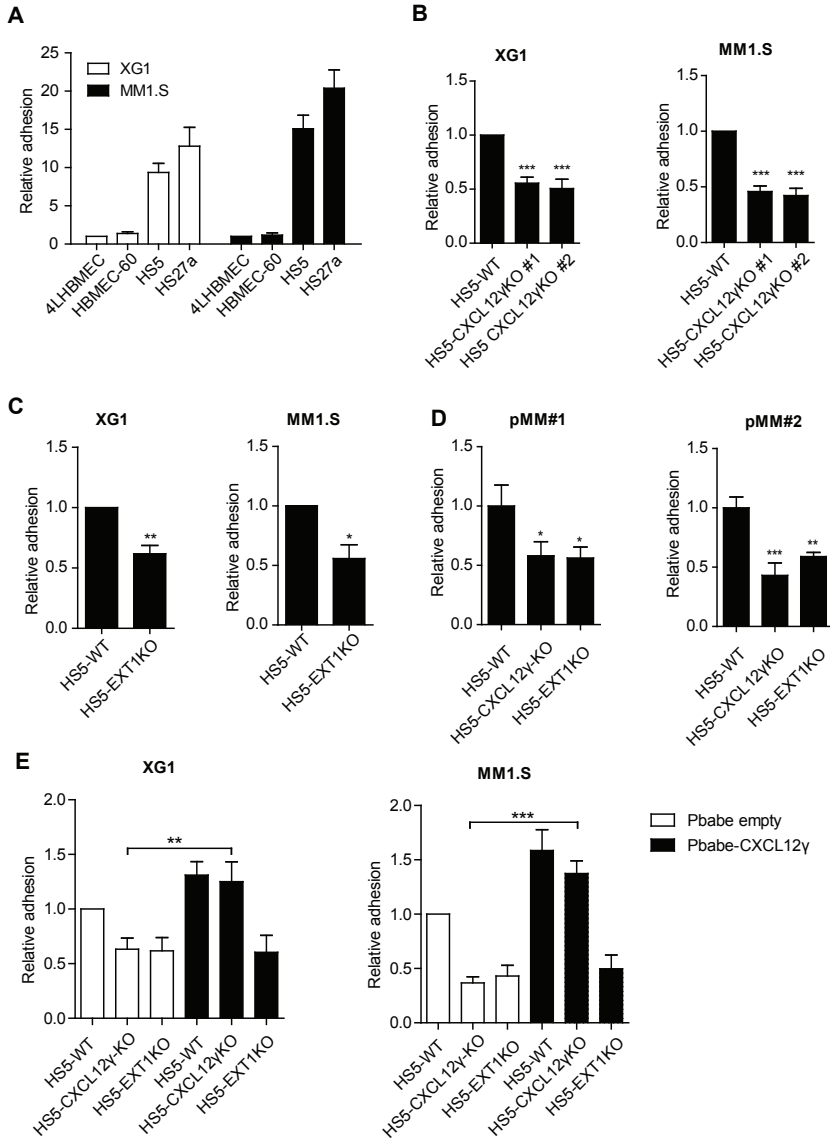 A
Relative adhesion
25
20
15
10
5
0
XG1
MM1.S
4LHBMEC
HBMEC-60
HS5
HS27a
4LHBMEC
HBMEC-60
HS5
HS27a
B
XG1
Relative adhesion
1.5
1.0
0.5
0.0
***
***
HS5-WT
HS5-CXCL12γKO #1
HS5 CXCL12γKO #2
MM1.S
Relative adhesion
1.5
1.0
0.5
0.0
***
***
HS5-WT
HS5-CXCL12γKO #1
HS5-CXCL12γKO #2
C
XG1
Relative adhesion
1.5
1.0
0.5
0.0
**
HS5-WT
HS5-EXT1KO
MM1.S
Relative adhesion
1.5
1.0
0.5
0.0
*
HS5-WT
HS5-EXT1KO
D
pMM#1
Relative adhesion
1.5
1.0
0.5
0.0
*
*
HS5-WT
HS5-CXCL12γ-KO
HS5-EXT1KO
pMM#2
Relative adhesion
1.5
1.0
0.5
0.0
***
**
HS5-WT
HS5-CXCL12γKO
HS5-EXT1KO
E
XG1
Relative adhesion
2.0
1.5
1.0
0.5
0.0
**
HS5-WT
HS5-CXCL12γ-KO
HS5-EXT1KO
HS5-WT
HS5-CXCL12γKO
HS5-EXT1KO
MM1.S
Relative adhesion
2.0
1.5
1.0
0.5
0.0
***
HS5-WT
HS5-CXCL12γ-KO
HS5-EXT1KO
HS5-WT
HS5-CXCL12γKO
HS5-EXT1KO
Pbabe empty
Pbabe-CXCL12γ